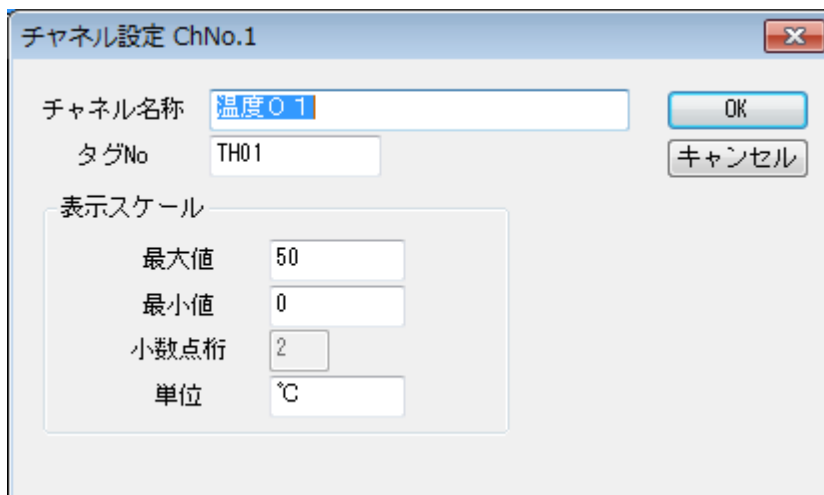 チャネル設定 ChNo.1
チャネル名称 温度０１ OK
タグNo TH01 キャンセル
表示スケール
最大値 50
最小値 0
小数点桁 2
単位 ℃